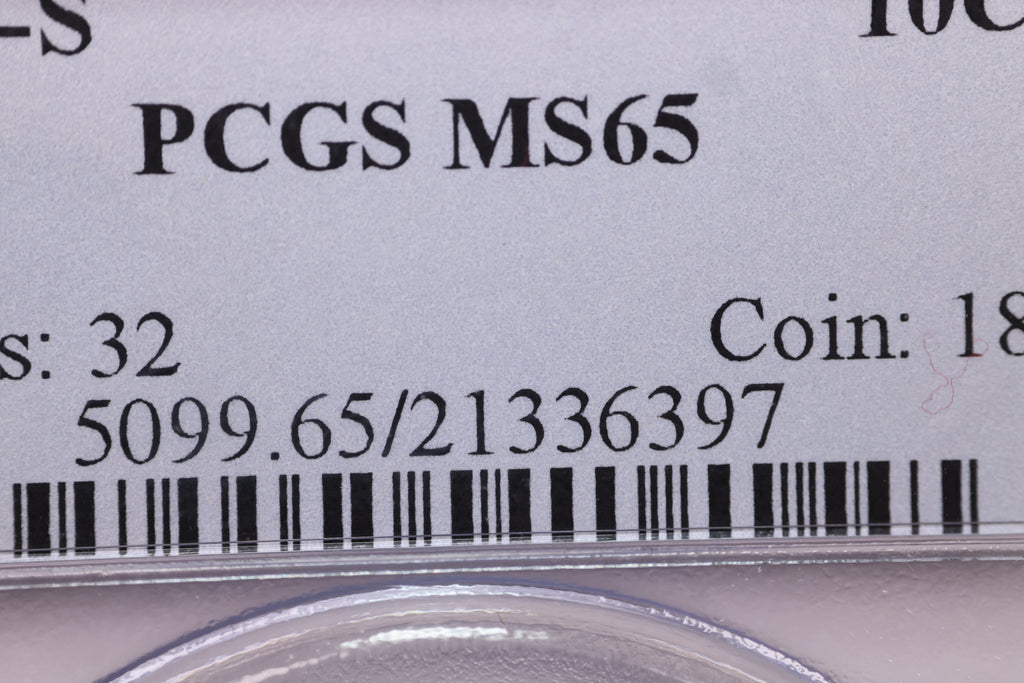 -S 10C
PCGS MS65
s: 32 Coin: 18
5099.65/21336397